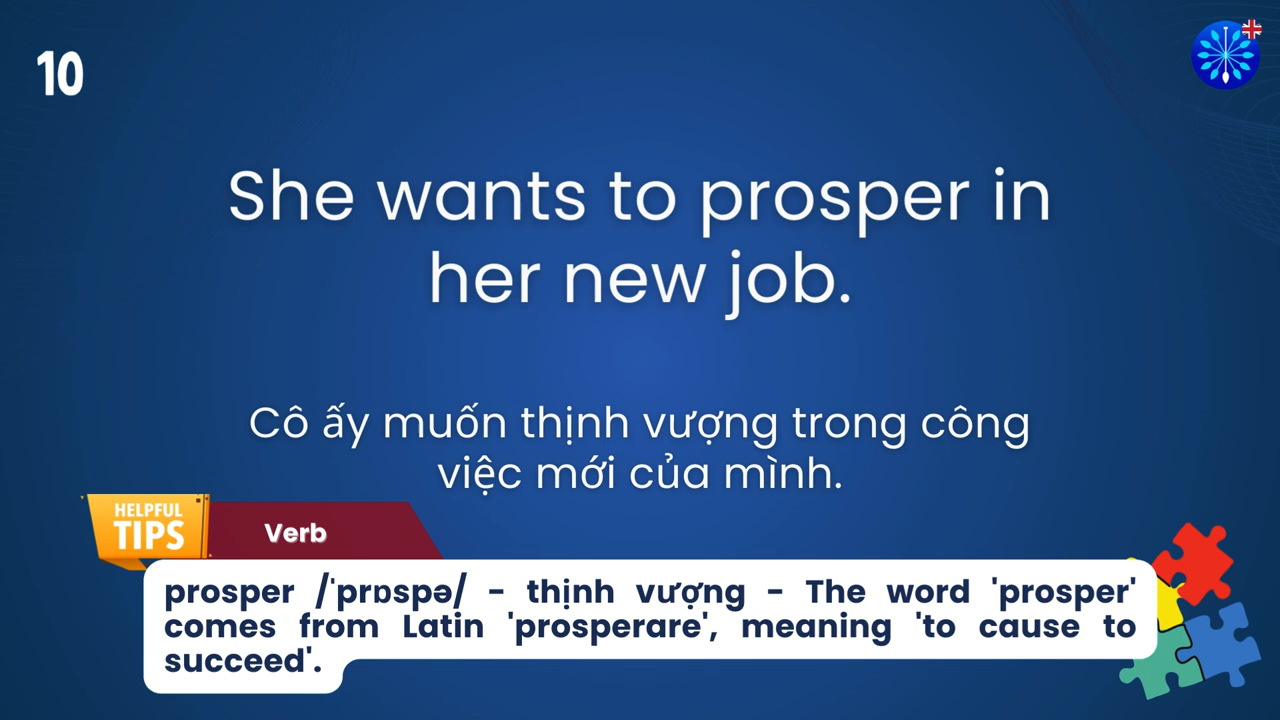 10
She wants to prosper in
her new job.
Cô ấy muốn thịnh vượng trong công
việc mới của mình.
HELPFUL
TIPS
Verb
prosper /ˈprɒspə/ - thịnh vượng - The word 'prosper'
comes from Latin 'prosperare', meaning 'to cause to
succeed'.